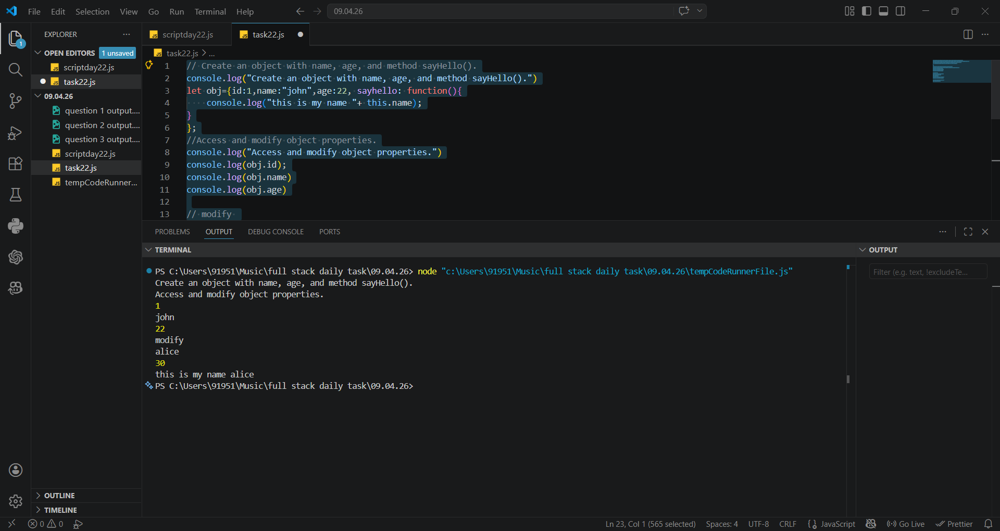 File Edit Selection View Go Run Terminal Help
09.04.26
EXPLORER
OPEN EDITORS 1 unsaved
scriptday22.js
task22.js
09.04.26
question 1 output....
question 2 output....
question 3 output....
scriptday22.js
task22.js
tempCodeRunner...
OUTLINE
TIMELINE
1
scriptday22.js
task22.js
task22.js > ...
1 // Create an object with name, age, and method sayHello().
2 console.log("Create an object with name, age, and method sayHello().")
3 let obj={id:1,name:"john",age:22, sayhello: function(){
4 console.log("this is my name "+ this.name);
5 }
6 };
7 //Access and modify object properties.
8 console.log("Access and modify object properties.")
9 console.log(obj.id);
10 console.log(obj.name)
11 console.log(obj.age)
12
13 // modify
PROBLEMS OUTPUT DEBUG CONSOLE PORTS
TERMINAL
PS C:\Users\91951\Music\full stack daily task\09.04.26> node "c:\Users\91951\Music\full stack daily task\09.04.26\tempCodeRunnerFile.js"
Create an object with name, age, and method sayHello().
Access and modify object properties.
1
john
22
modify
alice
30
this is my name alice
PS C:\Users\91951\Music\full stack daily task\09.04.26>
OUTPUT
Filter (e.g. text, !excludeTe...
0 0
Ln 23, Col 1 (565 selected) Spaces: 4 UTF-8 CRLF JavaScript Go Live Prettier